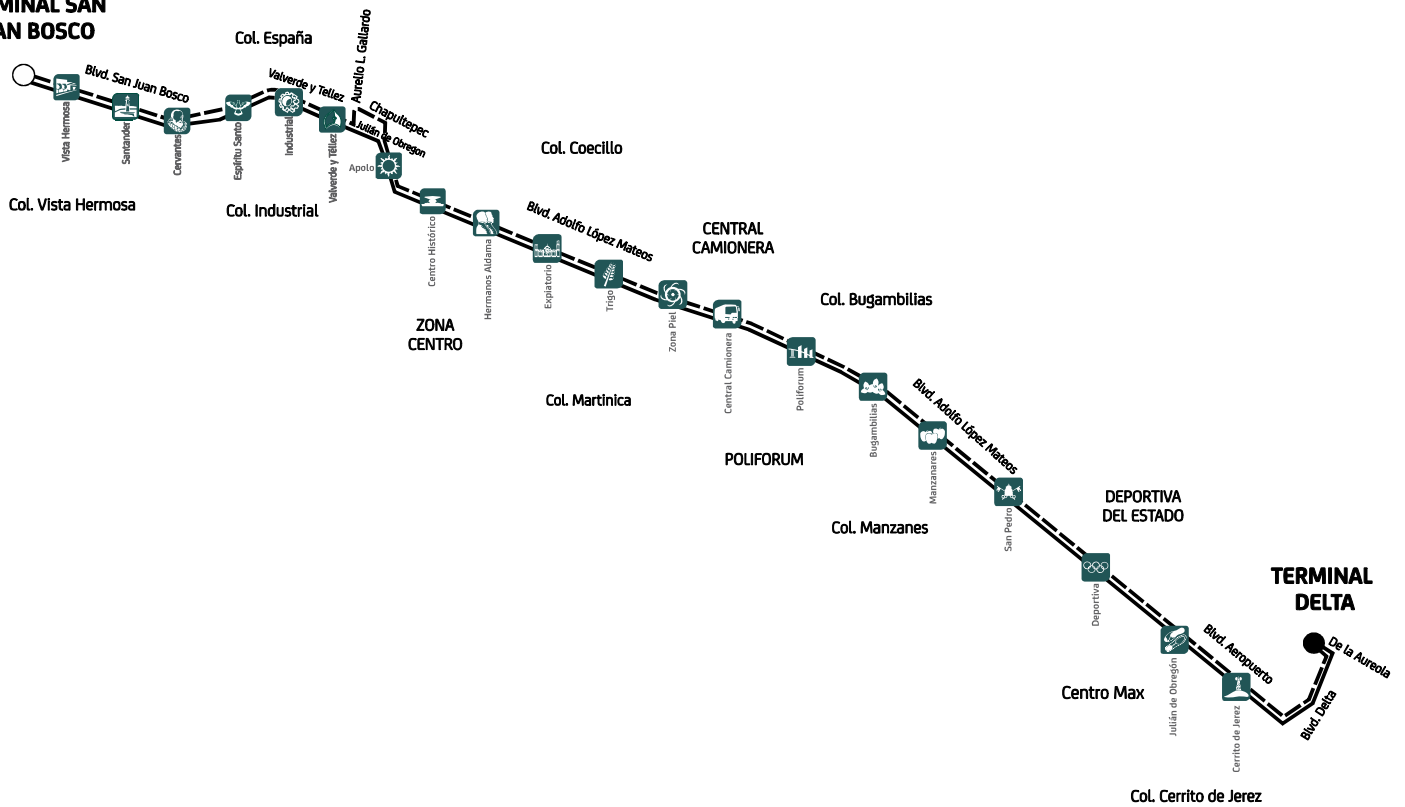 MINAL SAN
AN BOSCO
Col. España
Aurelio L. Gallardo
Blvd. San Juan Bosco
Valverde y Tellez
Chapultepec
Julián de Obregon
Vista Hermosa
Santander
Cervantes
Espíritu Santo
Industrial
Valverde y Téllez
Apolo
Col. Vista Hermosa
Col. Industrial
Col. Coecillo
Centro Histórico
Hermanos Aldama
Expiatorio
Trigo
Zona Piel
Central Camionera
Poliforum
Bugambilias
Manzanares
San Pedro
Deportiva
Julián de Obregón
Cerrito de Jerez
Blvd. Adolfo López Mateos
CENTRAL
CAMIONERA
Col. Bugambilias
ZONA
CENTRO
Col. Martinica
Blvd. Adolfo López Mateos
POLIFORUM
Col. Manzanes
DEPORTIVA
DEL ESTADO
TERMINAL
DELTA
Blvd. Aeropuerto
De la Aureola
Blvd. Delta
Centro Max
Col. Cerrito de Jerez